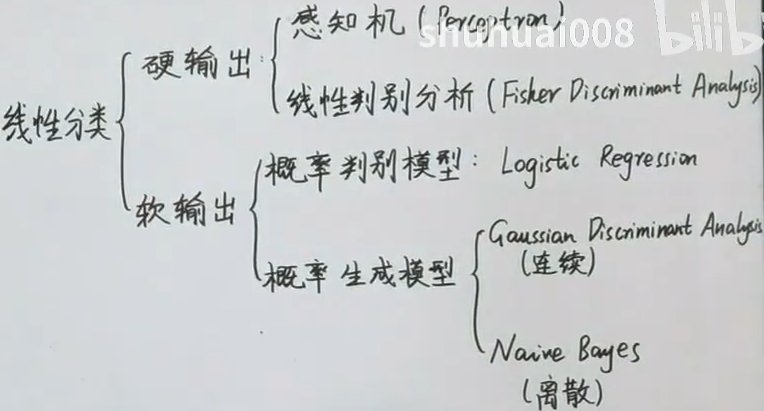 感知机 (Perceptron)
shuhuai008 bilibi
硬输出:
线性判别分析 (Fisher Discriminant Analysis)
线性分类
概率判别模型: Logistic Regression
软输出
Gaussian Discriminant Analysis
(连续)
概率生成模型
Naive Bayes
(离散)